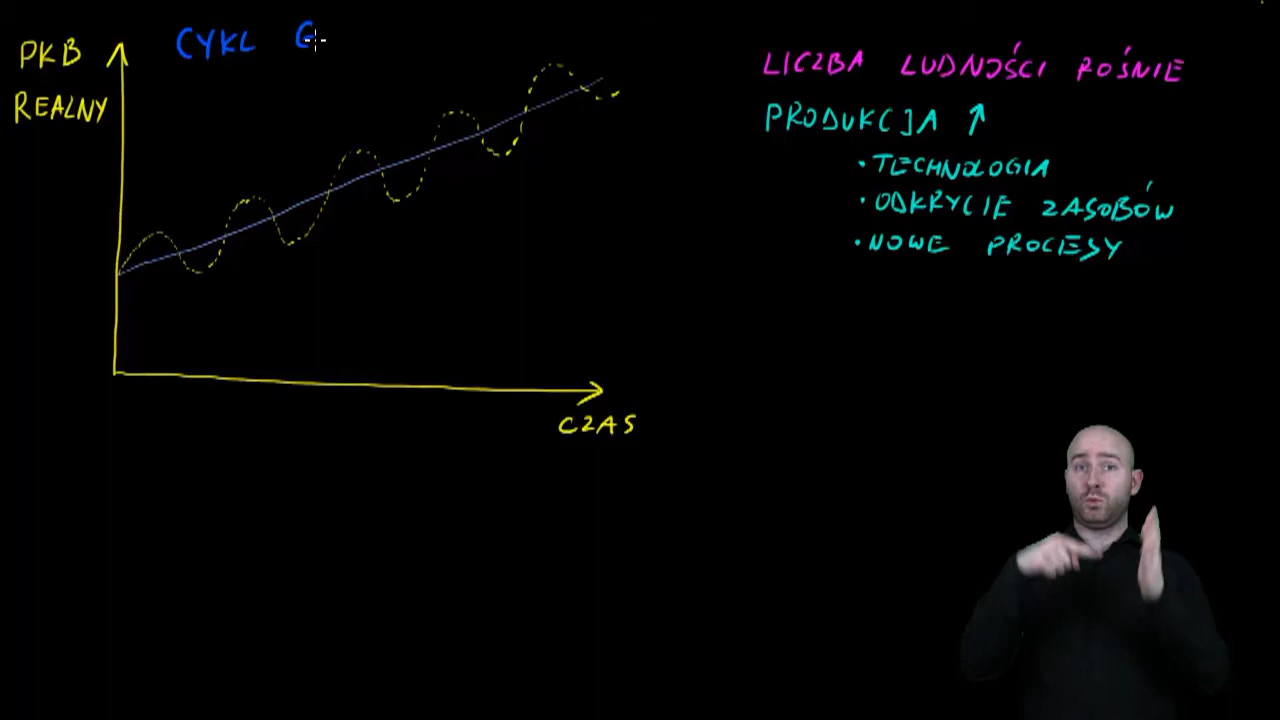 CYKL G
PKB
REALNY
CZAS
LICZBA LUDNOŚCI ROŚNIE
PRODUKCJA ↑
• TECHNOLOGIA
• ODKRYCIE ZASOBÓW
• NOWE PROCESY